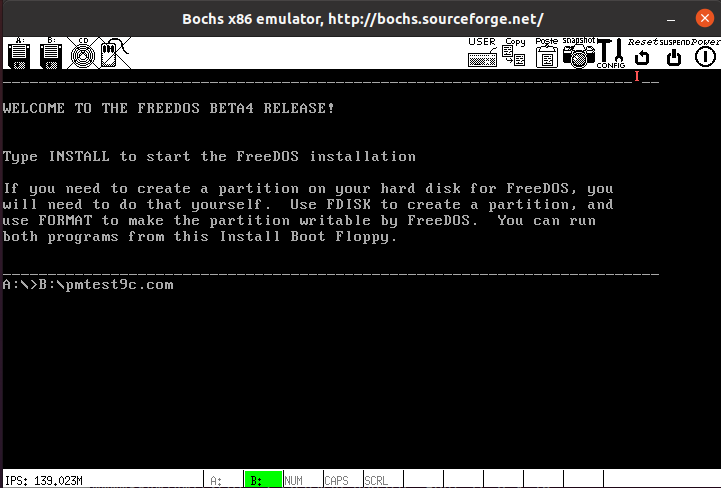 Bochs x86 emulator, http://bochs.sourceforge.net/
A: B: CD USER Copy Paste snapshot CONFIG Reset SUSPEND Power
WELCOME TO THE FREEDOS BETA4 RELEASE!
Type INSTALL to start the FreeDOS installation
If you need to create a partition on your hard disk for FreeDOS, you
will need to do that yourself.  Use FDISK to create a partition, and
use FORMAT to make the partition writable by FreeDOS.  You can run
both programs from this Install Boot Floppy.
A:\>B:\pmtest9c.com
IPS: 139.023M A: B: NUM CAPS SCRL